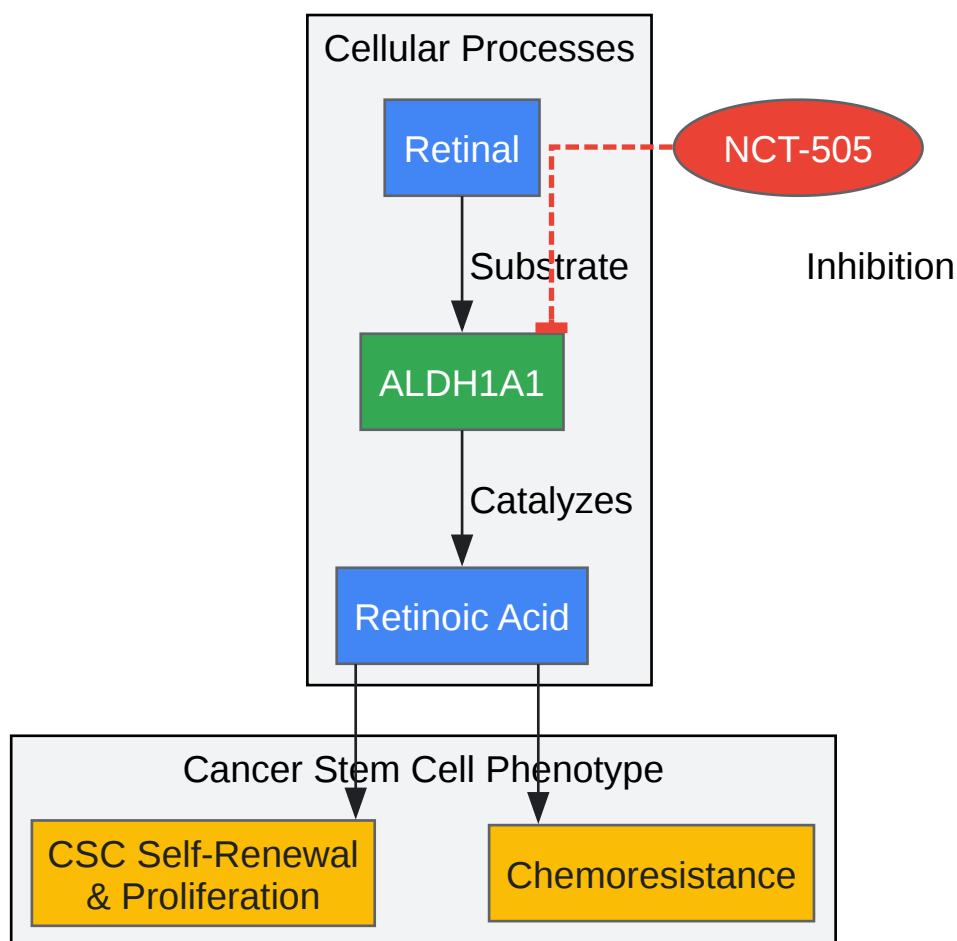 Cellular Processes
Retinal
NCT-505
Substrate
Inhibition
ALDH1A1
Catalyzes
Retinoic Acid
Cancer Stem Cell Phenotype
CSC Self-Renewal
& Proliferation
Chemoresistance